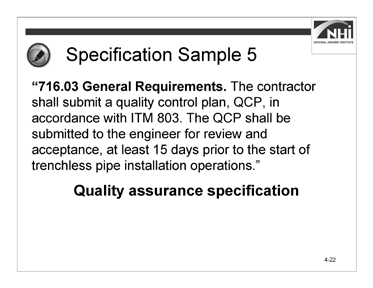 NHI
NATIONAL HIGHWAY INSTITUTE
Specification Sample 5
“716.03 General Requirements. The contractor
shall submit a quality control plan, QCP, in
accordance with ITM 803. The QCP shall be
submitted to the engineer for review and
acceptance, at least 15 days prior to the start of
trenchless pipe installation operations.”
Quality assurance specification
4-22